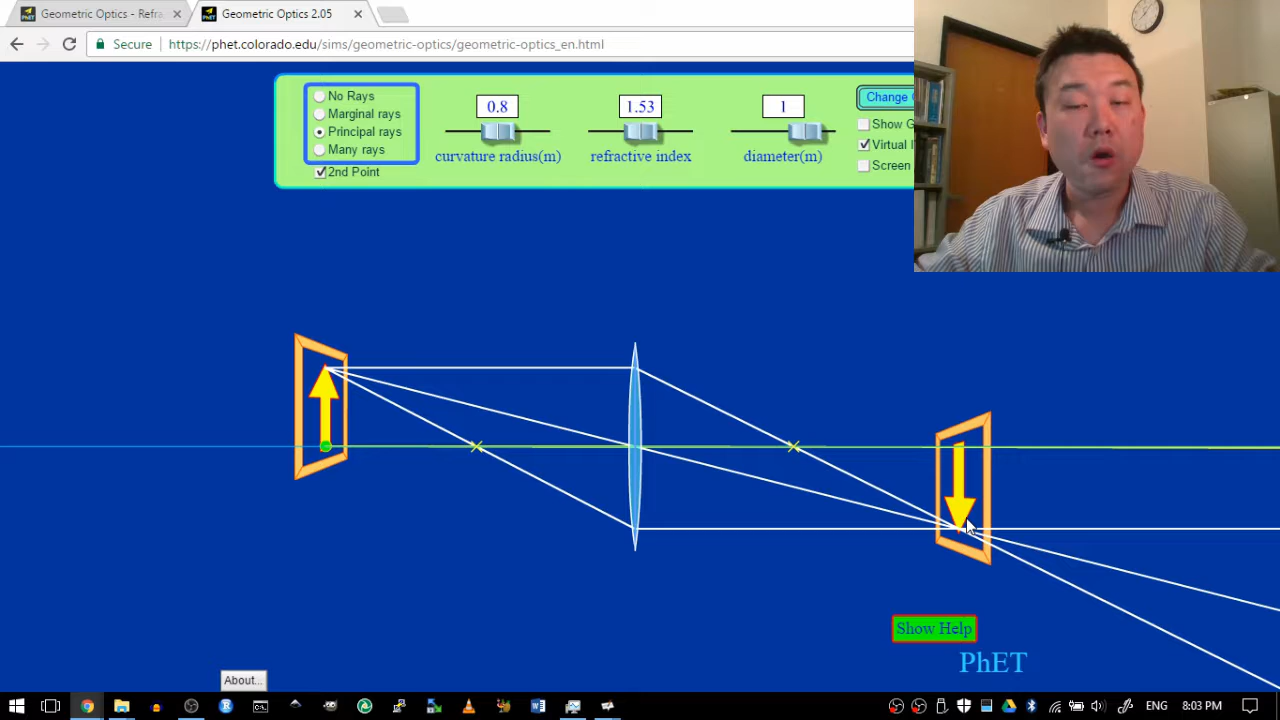 Geometric Optics - Refra
Geometric Optics 2.05
Secure
https://phet.colorado.edu/sims/geometric-optics/geometric-optics_en.html
No Rays
Marginal rays
Principal rays
Many rays
2nd Point
0.8
curvature radius(m)
1.53
refractive index
1
diameter(m)
Change
Show G
Virtual I
Screen
Show Help
PhET
About...
ENG
8:03 PM